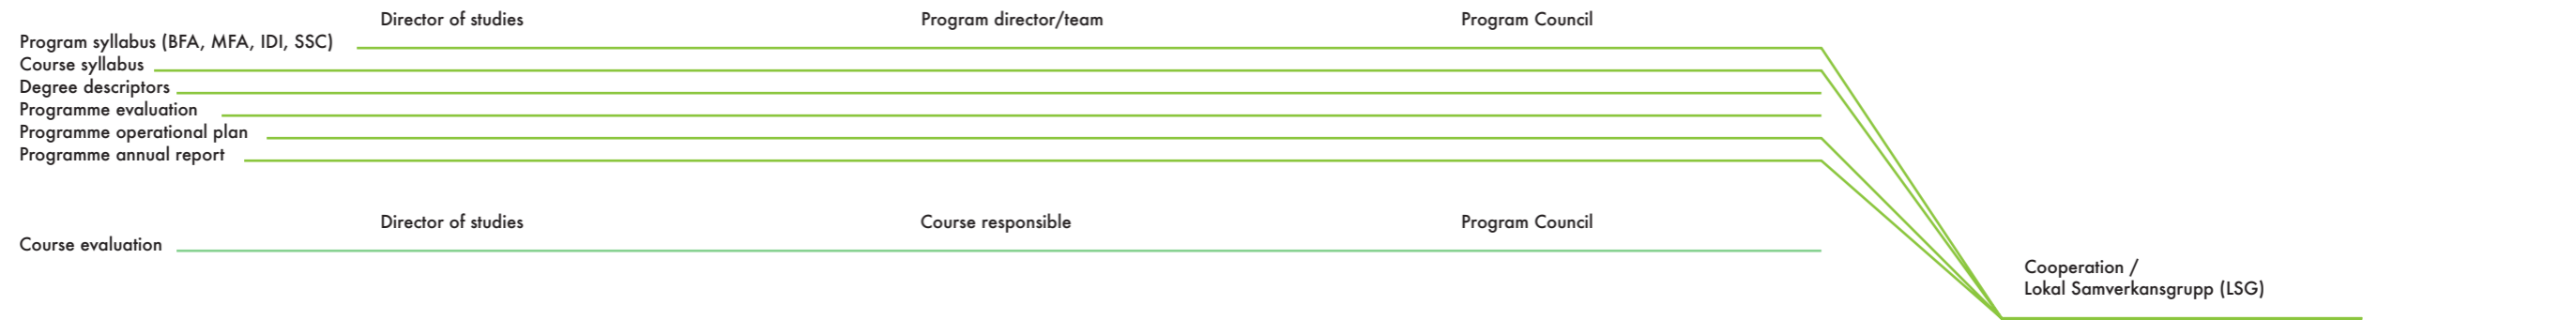 Director of studies Program director/team Program Council
Program syllabus (BFA, MFA, IDI, SSC)
Course syllabus
Degree descriptors
Programme evaluation
Programme operational plan
Programme annual report
Director of studies Course responsible Program Council
Course evaluation
Cooperation /
Lokal Samverkansgrupp (LSG)